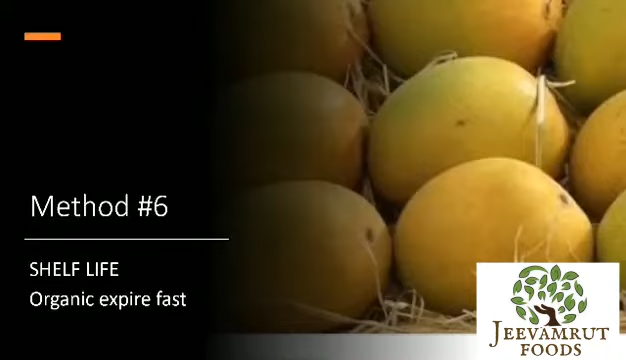 Method #6
SHELF LIFE
Organic expire fast
JEEVAMRUT
FOODS